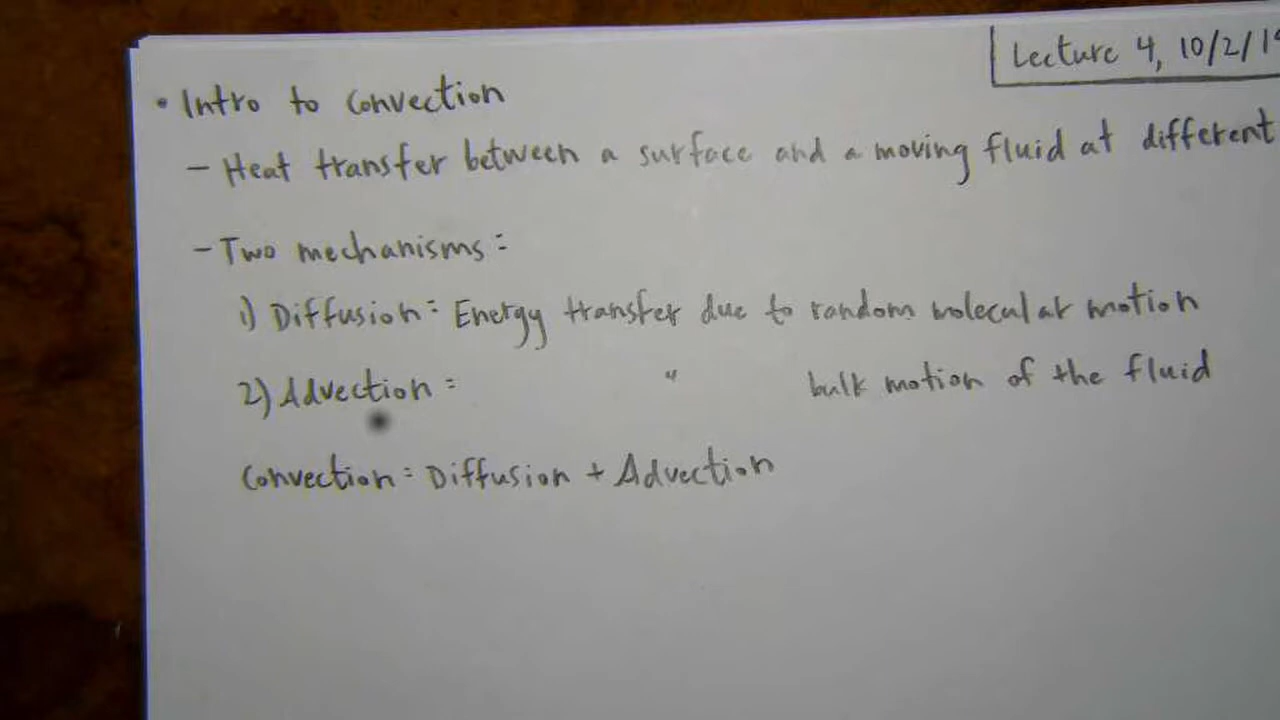 Lecture 4, 10/2/19
• Intro to Convection
- Heat transfer between a surface and a moving fluid at different
- Two mechanisms:
1) Diffusion: Energy transfer due to random molecular motion
2) Advection: " bulk motion of the fluid
Convection = Diffusion + Advection